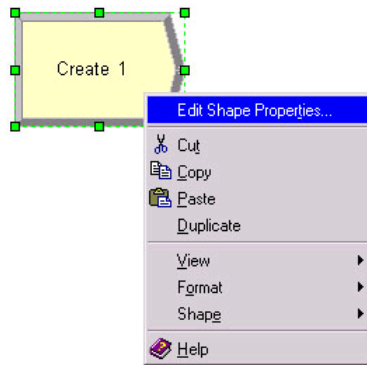 Create 1
Edit Shape Properties...
Cut
Copy
Paste
Duplicate
View
Format
Shape
Help